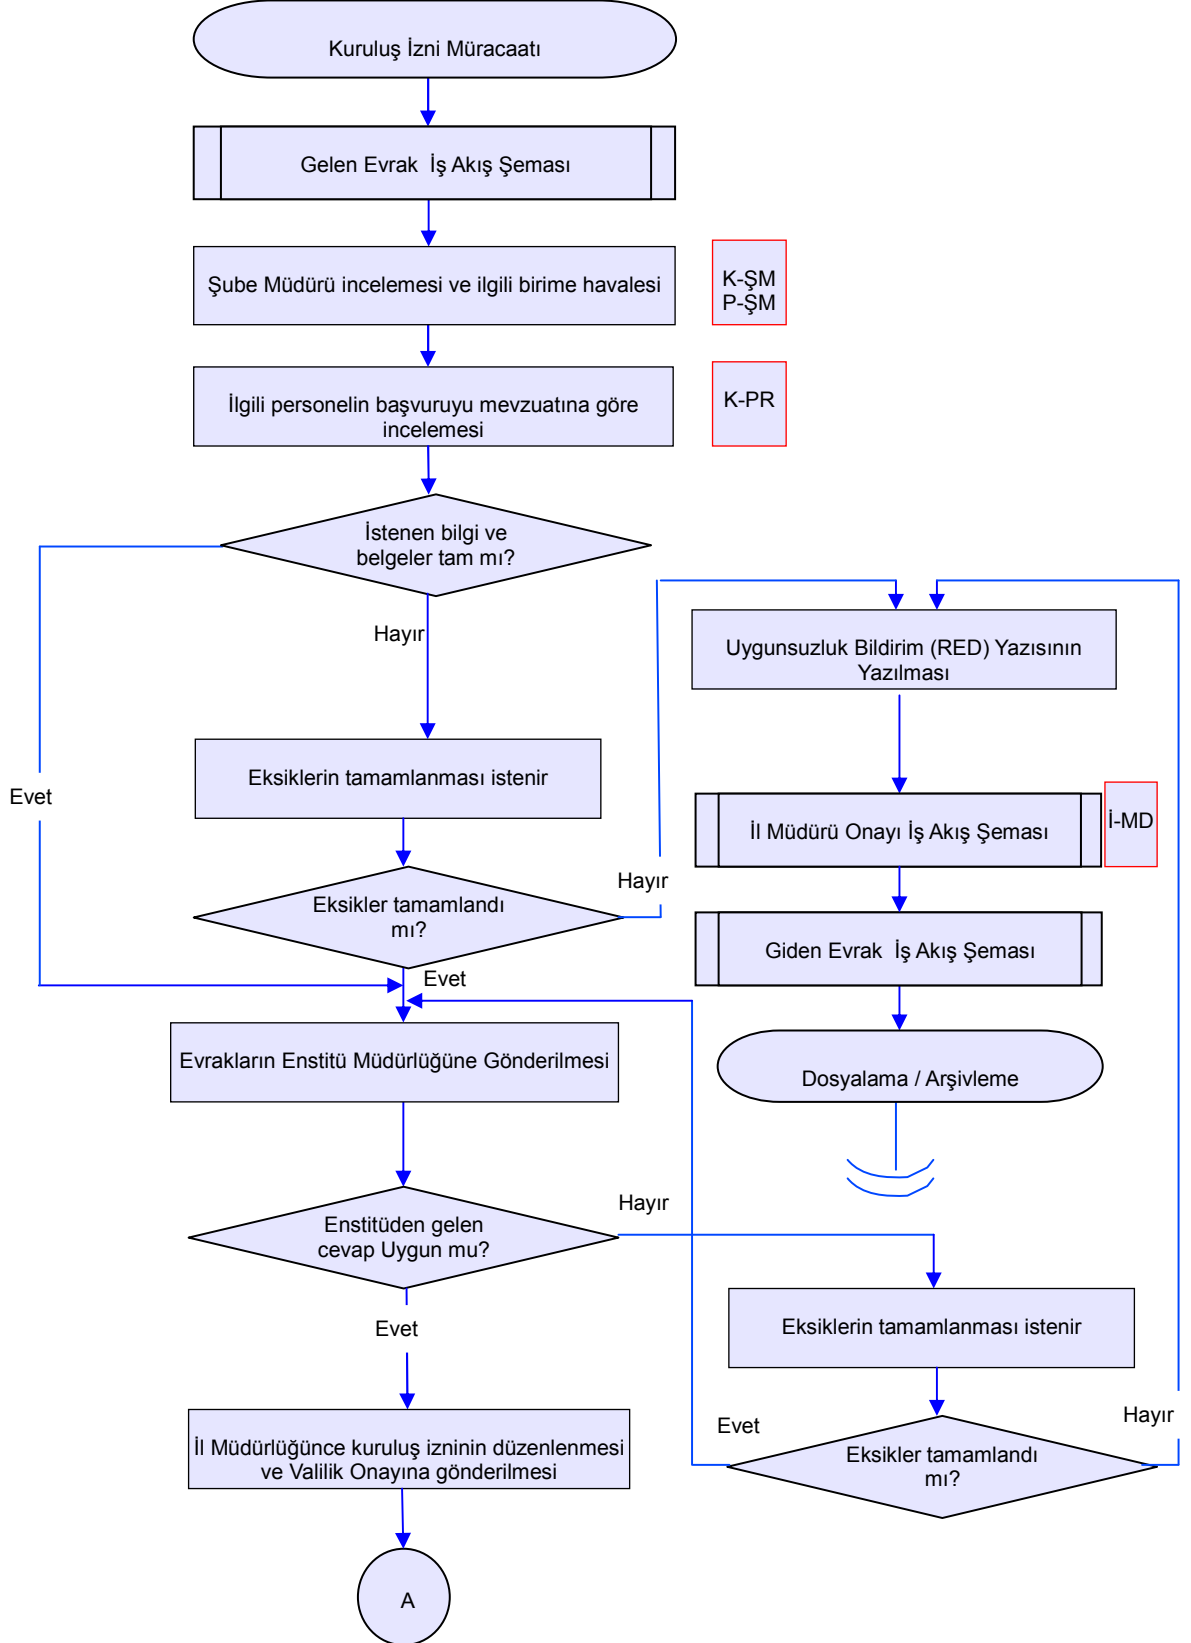 Kuruluş İzni Müracaatı
Gelen Evrak İş Akış Şeması
Şube Müdürü incelemesi ve ilgili birime havalesi
K-ŞM
P-ŞM
İlgili personelin başvuruyu mevzuatına göre
incelemesi
K-PR
İstenen bilgi ve
belgeler tam mı?
Hayır
Evet
Uygunsuzluk Bildirim (RED) Yazısının
Yazılması
Eksiklerin tamamlanması istenir
İl Müdürü Onayı İş Akış Şeması
İ-MD
Hayır
Eksikler tamamlandı
mı?
Giden Evrak İş Akış Şeması
Evet
Evrakların Enstitü Müdürlüğüne Gönderilmesi
Dosyalama / Arşivleme
Enstitüden gelen
cevap Uygun mu?
Hayır
Evet
Eksiklerin tamamlanması istenir
İl Müdürlüğünce kuruluş izninin düzenlenmesi
ve Valilik Onayına gönderilmesi
Evet
Hayır
Eksikler tamamlandı
mı?
A